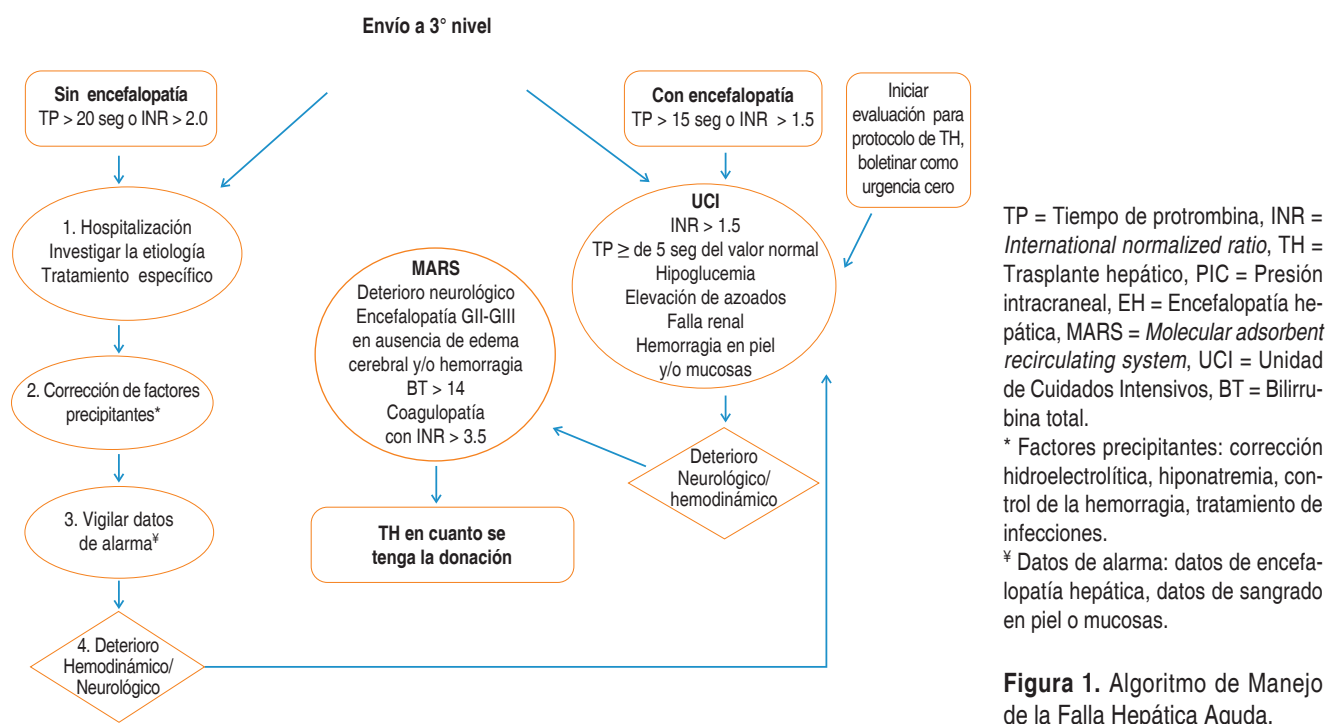 Envío a 3° nivel
Sin encefalopatía
TP > 20 seg o INR > 2.0
Con encefalopatía
TP > 15 seg o INR > 1.5
Iniciar
evaluación para
protocolo de TH,
boletinar como
urgencia cero
1. Hospitalización
Investigar la etiología
Tratamiento específico
UCI
INR > 1.5
TP ≥ de 5 seg del valor normal
Hipoglucemia
Elevación de azoados
Falla renal
Hemorragia en piel
y/o mucosas
MARS
Deterioro neurológico
Encefalopatía GII-GIII
en ausencia de edema
cerebral y/o hemorragia
BT > 14
Coagulopatía
con INR > 3.5
2. Corrección de factores
precipitantes*
Deterioro
Neurológico/
hemodinámico
3. Vigilar datos
de alarma¥
TH en cuanto se
tenga la donación
4. Deterioro
Hemodinámico/
Neurológico
TP = Tiempo de protrombina, INR =
International normalized ratio, TH =
Trasplante hepático, PIC = Presión
intracraneal, EH = Encefalopatía he-
pática, MARS = Molecular adsorbent
recirculating system, UCI = Unidad
de Cuidados Intensivos, BT = Bilirru-
bina total.
* Factores precipitantes: corrección
hidroelectrolítica, hiponatremia, con-
trol de la hemorragia, tratamiento de
infecciones.
¥ Datos de alarma: datos de encefa-
lopatía hepática, datos de sangrado
en piel o mucosas.
Figura 1. Algoritmo de Manejo
de la Falla Hepática Aguda.